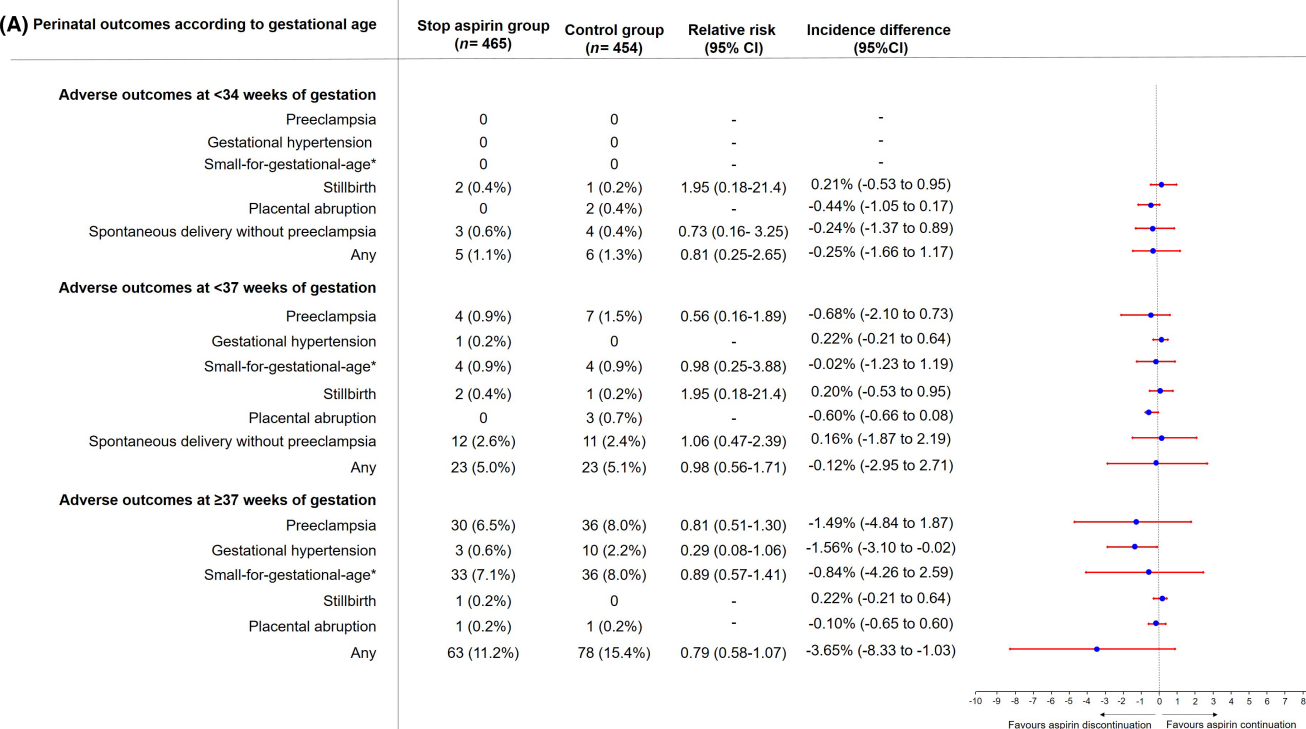 (A) Perinatal outcomes according to gestational age Stop aspirin group (n= 465) Control group (n= 454) Relative risk (95% CI) Incidence difference (95%CI)
Adverse outcomes at <34 weeks of gestation
Preeclampsia 0 0 - -
Gestational hypertension 0 0 - -
Small-for-gestational-age* 0 0 - -
Stillbirth 2 (0.4%) 1 (0.2%) 1.95 (0.18-21.4) 0.21% (-0.53 to 0.95)
Placental abruption 0 2 (0.4%) - -0.44% (-1.05 to 0.17)
Spontaneous delivery without preeclampsia 3 (0.6%) 4 (0.4%) 0.73 (0.16- 3.25) -0.24% (-1.37 to 0.89)
Any 5 (1.1%) 6 (1.3%) 0.81 (0.25-2.65) -0.25% (-1.66 to 1.17)
Adverse outcomes at <37 weeks of gestation
Preeclampsia 4 (0.9%) 7 (1.5%) 0.56 (0.16-1.89) -0.68% (-2.10 to 0.73)
Gestational hypertension 1 (0.2%) 0 - 0.22% (-0.21 to 0.64)
Small-for-gestational-age* 4 (0.9%) 4 (0.9%) 0.98 (0.25-3.88) -0.02% (-1.23 to 1.19)
Stillbirth 2 (0.4%) 1 (0.2%) 1.95 (0.18-21.4) 0.20% (-0.53 to 0.95)
Placental abruption 0 3 (0.7%) - -0.60% (-0.66 to 0.08)
Spontaneous delivery without preeclampsia 12 (2.6%) 11 (2.4%) 1.06 (0.47-2.39) 0.16% (-1.87 to 2.19)
Any 23 (5.0%) 23 (5.1%) 0.98 (0.56-1.71) -0.12% (-2.95 to 2.71)
Adverse outcomes at ≥37 weeks of gestation
Preeclampsia 30 (6.5%) 36 (8.0%) 0.81 (0.51-1.30) -1.49% (-4.84 to 1.87)
Gestational hypertension 3 (0.6%) 10 (2.2%) 0.29 (0.08-1.06) -1.56% (-3.10 to -0.02)
Small-for-gestational-age* 33 (7.1%) 36 (8.0%) 0.89 (0.57-1.41) -0.84% (-4.26 to 2.59)
Stillbirth 1 (0.2%) 0 - 0.22% (-0.21 to 0.64)
Placental abruption 1 (0.2%) 1 (0.2%) - -0.10% (-0.65 to 0.60)
Any 63 (11.2%) 78 (15.4%) 0.79 (0.58-1.07) -3.65% (-8.33 to -1.03)
-10 -9 -8 -7 -6 -5 -4 -3 -2 -1 0 1 2 3 4 5 6 7 8
Favours aspirin discontinuation Favours aspirin continuation